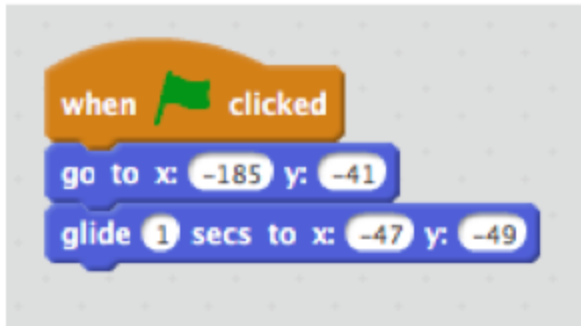 when clicked
go to x: -185 y: -41
glide 1 secs to x: -47 y: -49